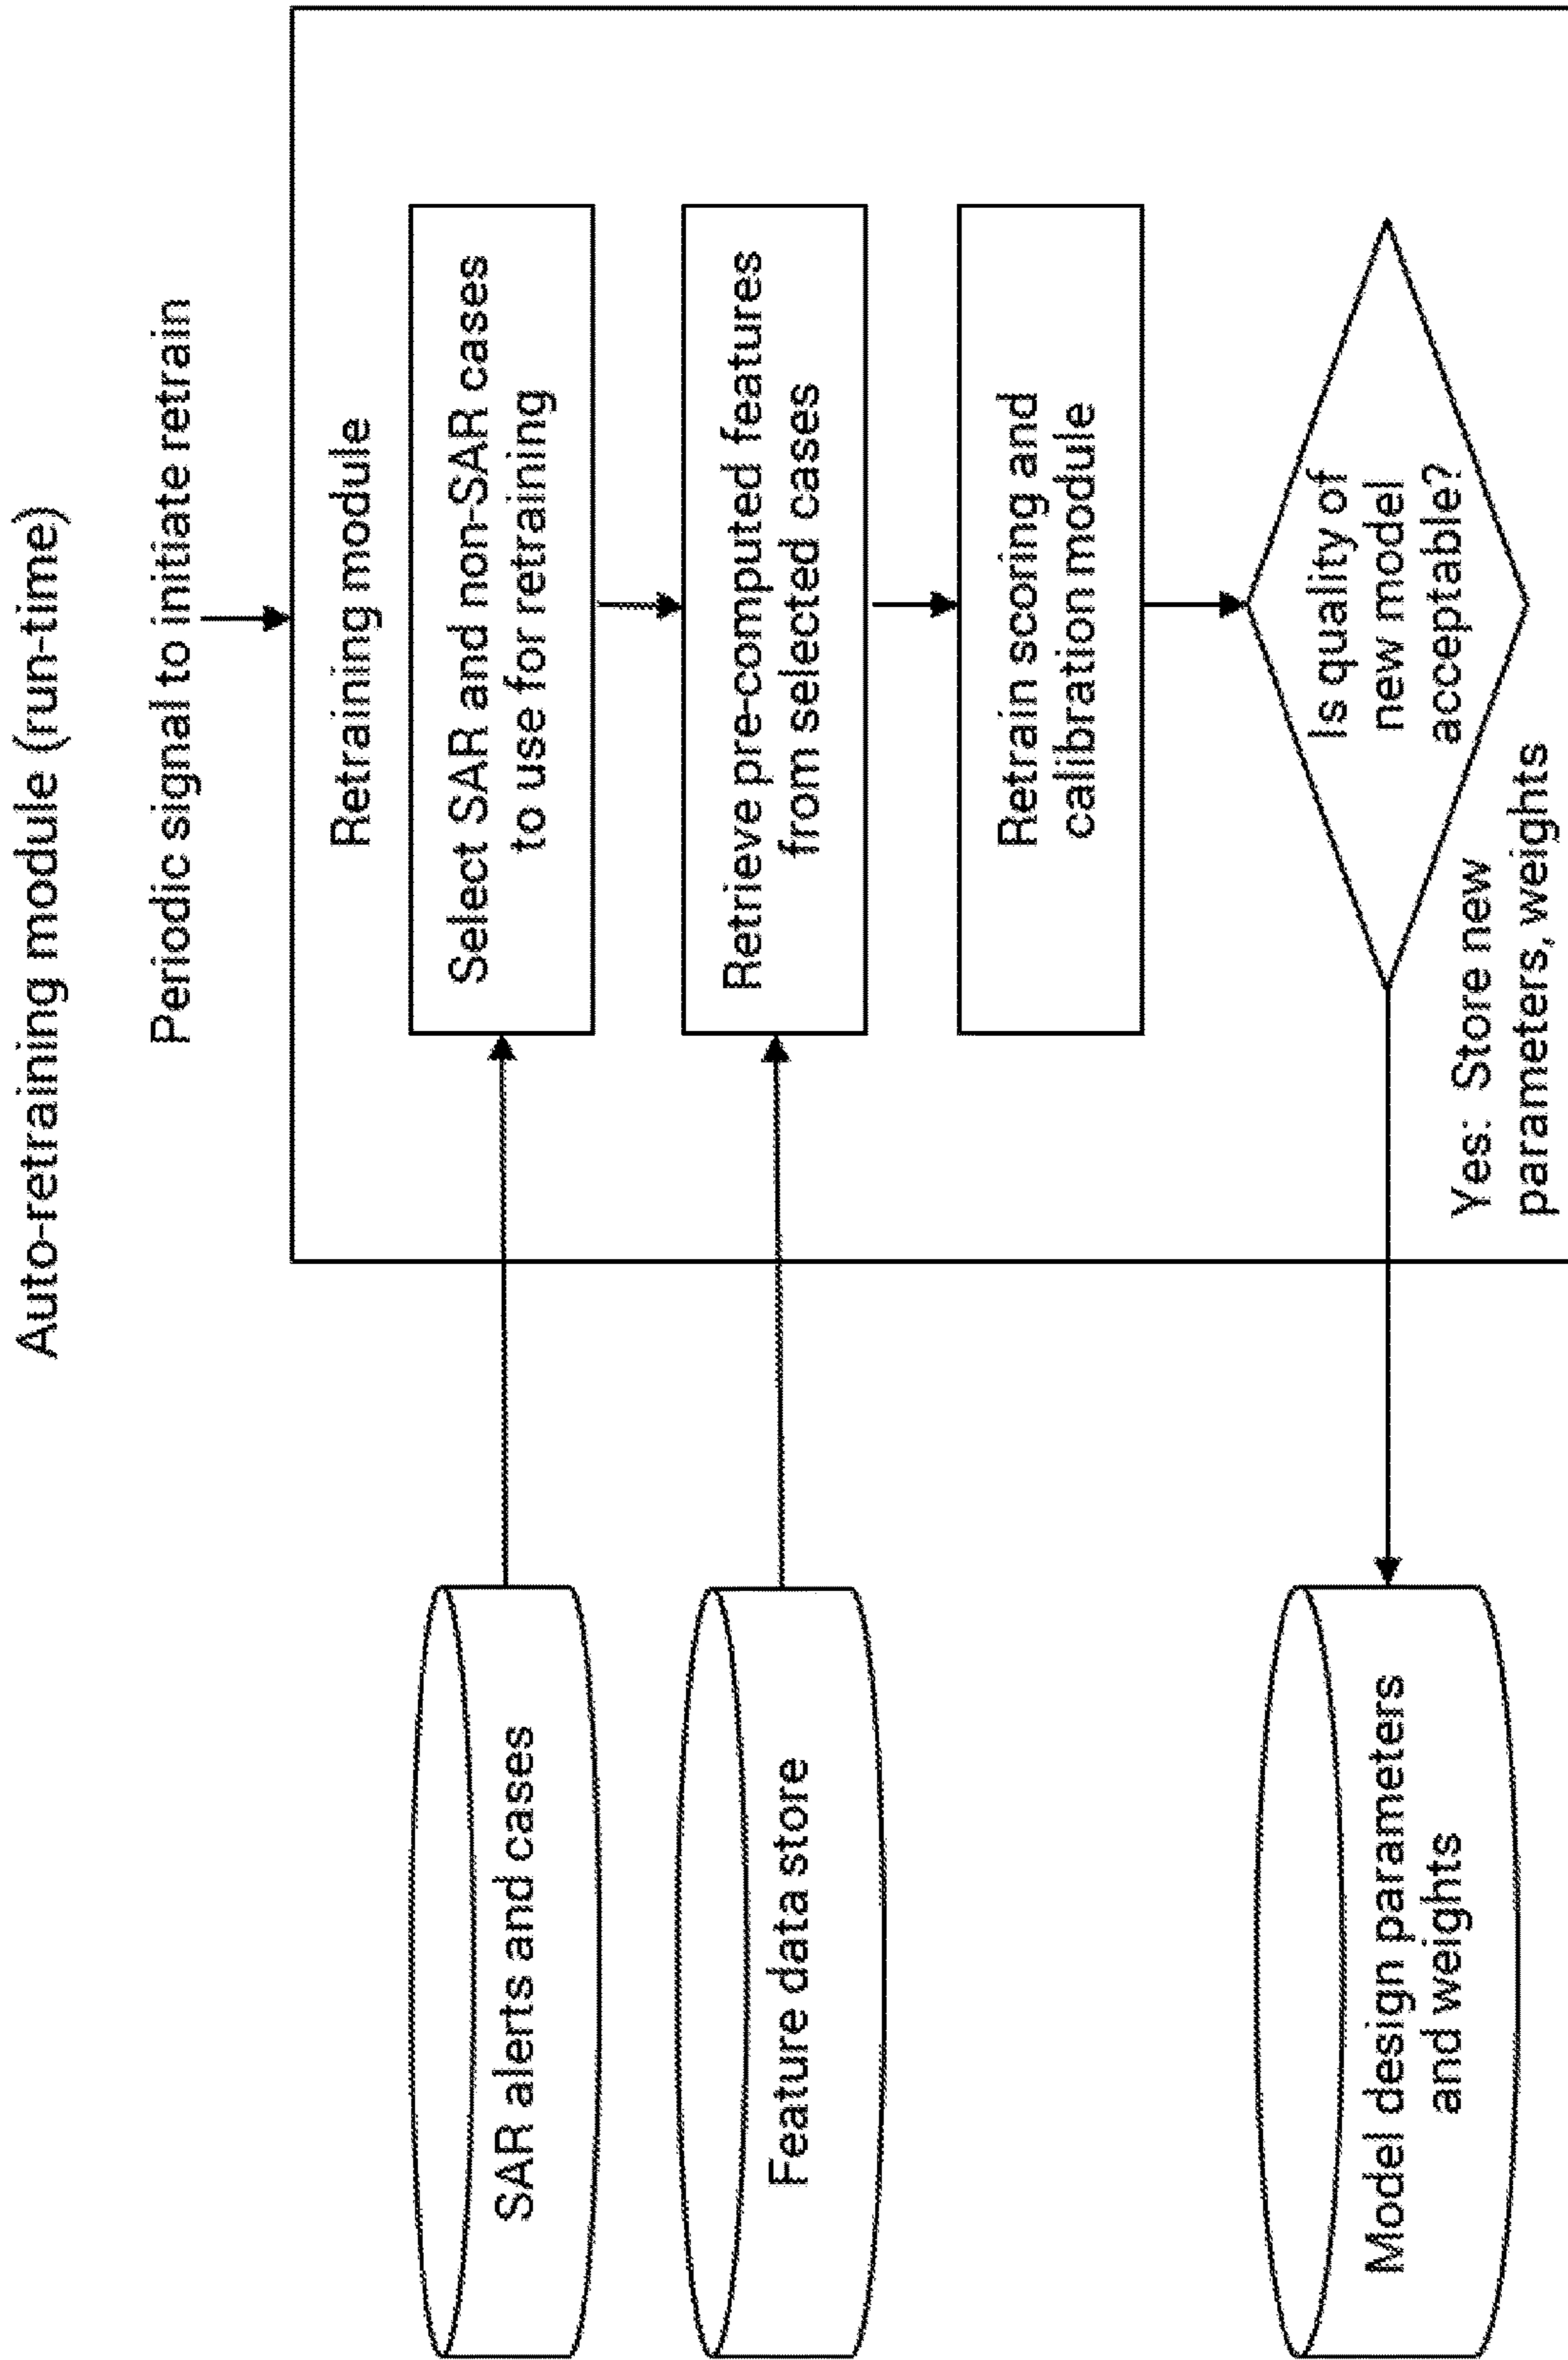 Auto-retraining module (run-time)
Periodic signal to initiate retrain
Retraining module
SAR alerts and cases
Select SAR and non-SAR cases
to use for retraining
Feature data store
Retrieve pre-computed features
from selected cases
Retrain scoring and
callibration module
Is quality of
new model
acceptable?
Yes: Store new
parameters, weights
Model design parameters
and weights